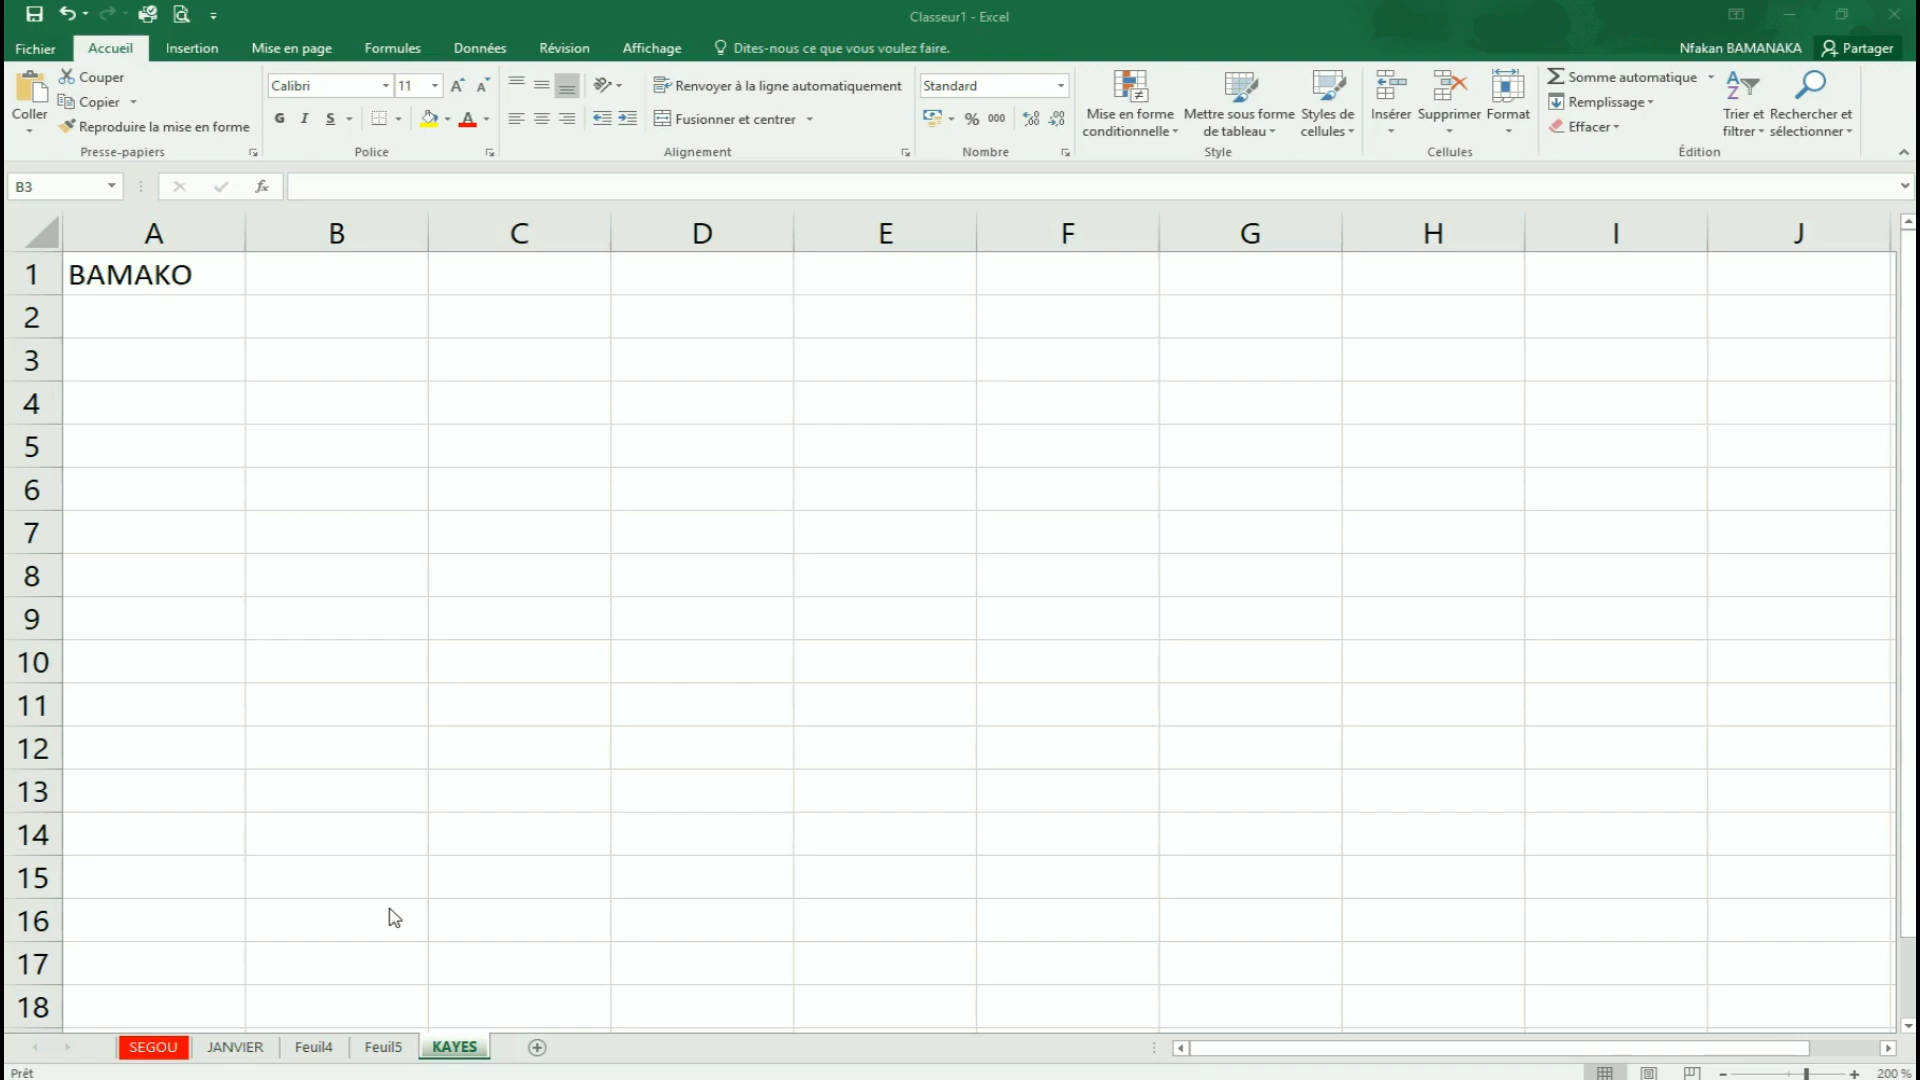 Classeur1 - Excel
Fichier Accueil Insertion Mise en page Formules Données Révision Affichage Dites-nous ce que vous voulez faire. Nfakan BAMANAKA Partager
Coller
Couper
Copier
Reproduire la mise en forme
Presse-papiers
Calibri 11
G I S
Police
Renvoyer à la ligne automatiquement
Fusionner et centrer
Alignement
Standard
% 000
Nombre
Mise en forme conditionnelle
Mettre sous forme de tableau
Styles de cellules
Style
Insérer Supprimer Format
Cellules
Somme automatique
Remplissage
Effacer
Trier et filtrer
Rechercher et sélectionner
Édition
B3 fx
A B C D E F G H I J
1 BAMAKO
2
3
4
5
6
7
8
9
10
11
12
13
14
15
16
17
18
SEGOU JANVIER Feuil4 Feuil5 KAYES
Prêt 200 %